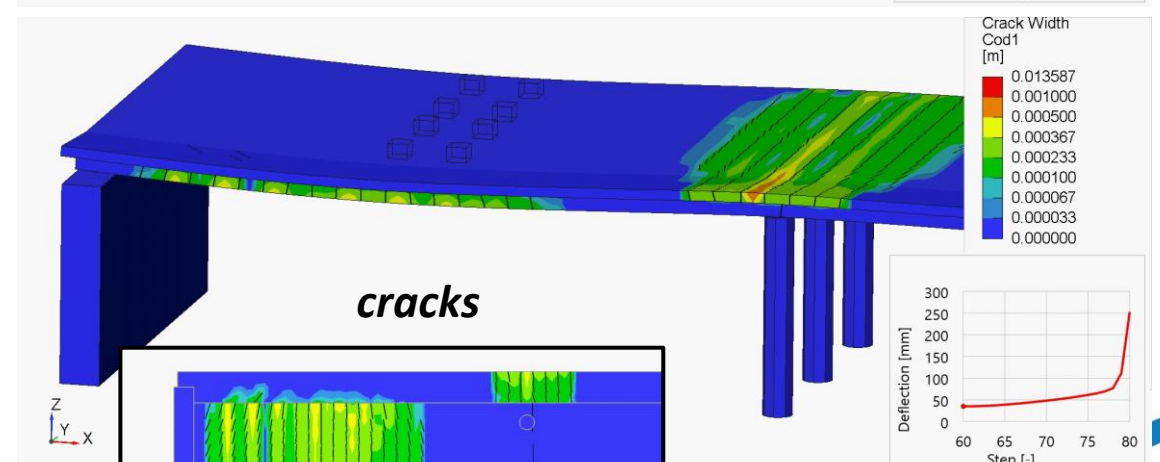 Crack Width
Cod1
[m]
0.013587
0.001000
0.000500
0.000367
0.000233
0.000100
0.000067
0.000033
0.000000
cracks
Z
Y
X
Deflection [mm]
300
250
200
150
100
50
0
60 65 70 75 80
Step [-]